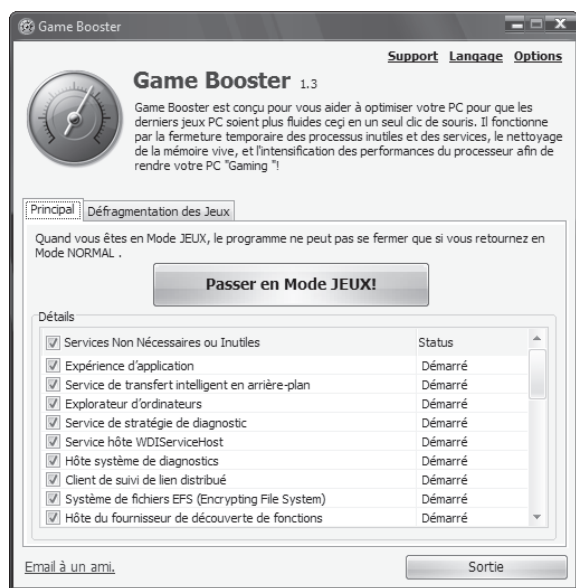 Game Booster
Support Langage Options
Game Booster 1.3
Game Booster est conçu pour vous aider à optimiser votre PC pour que les
derniers jeux PC soient plus fluides ceçi en un seul clic de souris. Il fonctionne
par la fermeture temporaire des processus inutiles et des services, le nettoyage
de la mémoire vive, et l'intensification des performances du processeur afin de
rendre votre PC "Gaming "!
Principal Défragmentation des Jeux
Quand vous êtes en Mode JEUX, le programme ne peut pas se fermer que si vous retournez en
Mode NORMAL .
Passer en Mode JEUX!
Détails
Services Non Nécessaires ou Inutiles Status
Expérience d'application Démarré
Service de transfert intelligent en arrière-plan Démarré
Explorateur d'ordinateurs Démarré
Service de stratégie de diagnostic Démarré
Service hôte WDIServiceHost Démarré
Hôte système de diagnostics Démarré
Client de suivi de lien distribué Démarré
Système de fichiers EFS (Encrypting File System) Démarré
Hôte du fournisseur de découverte de fonctions Démarré
Email à un ami. Sortie